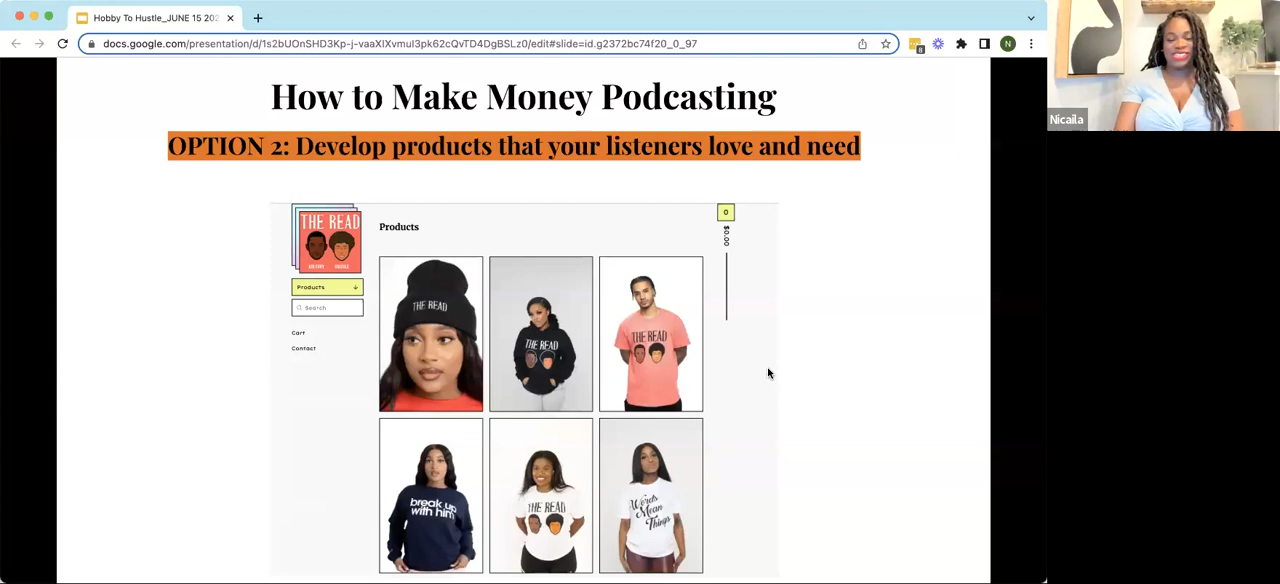 Hobby To Hustle_JUNE 15 202
docs.google.com/presentation/d/1s2bUOnSHD3Kp-j-vaaXIXvmuI3pk62cQvTD4DgBSLz0/edit#slide=id.g2372bc74f20_0_97
N
Nicaila
How to Make Money Podcasting
OPTION 2: Develop products that your listeners love and need
THE READ
Products
0
$0.00
Products
Search
Cart
Contact
THE READ
THE READ
THE READ
break up
with him
THE READ
Words
Mean
Things